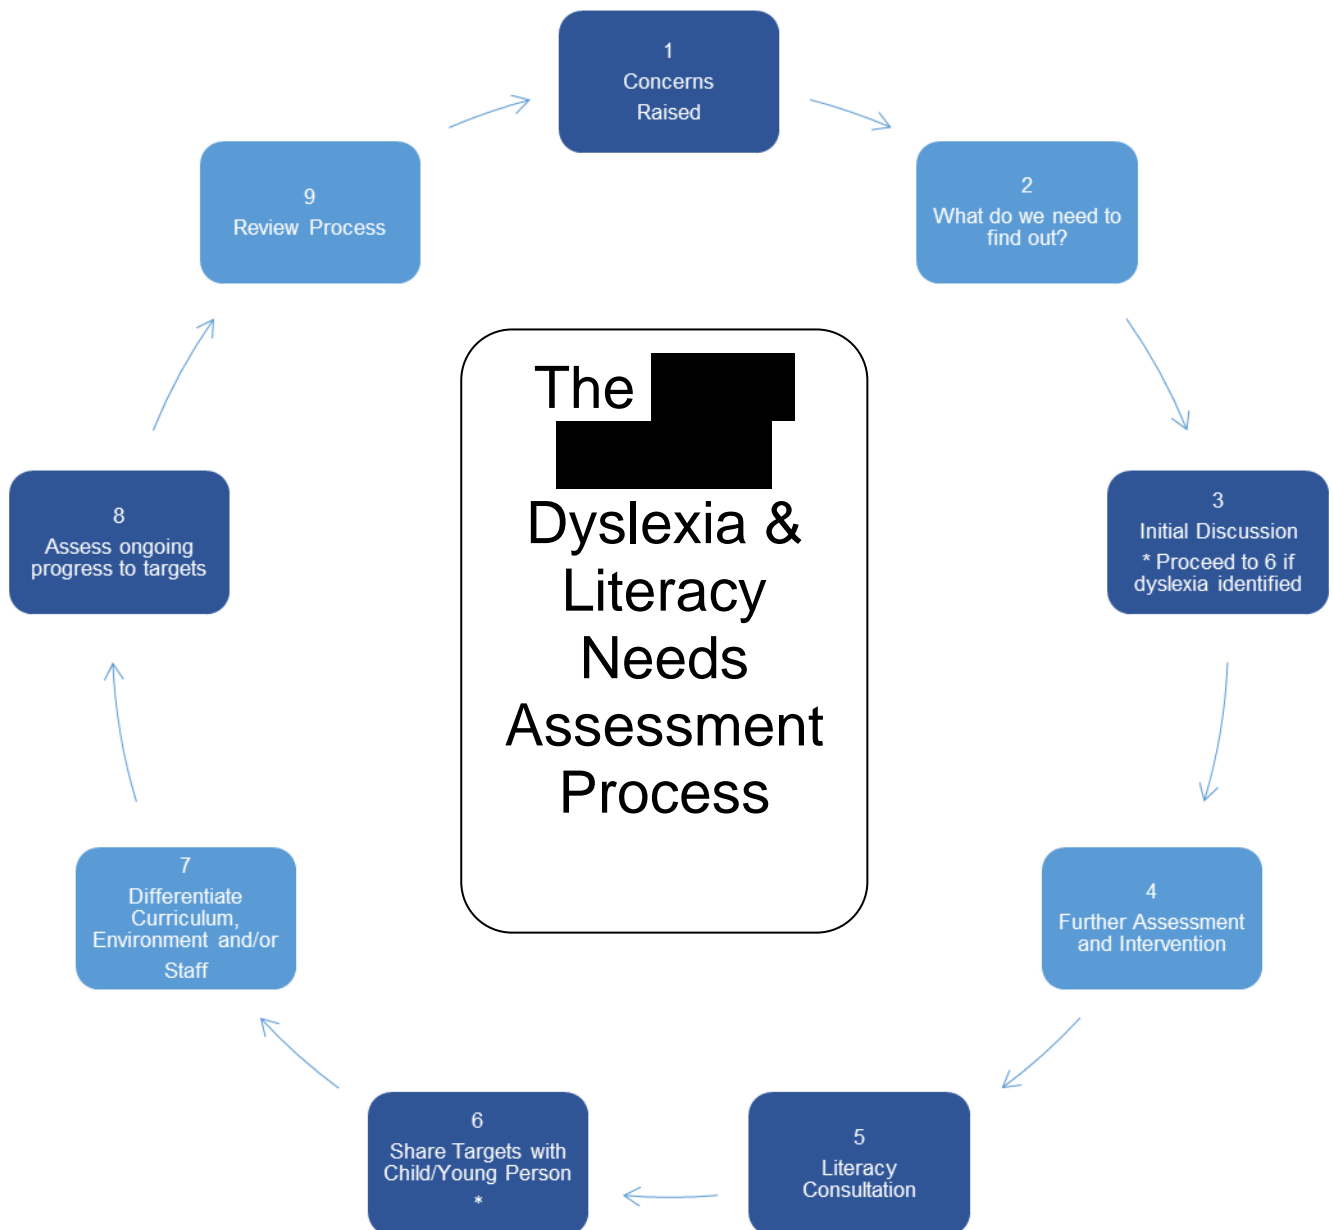 1
Concerns
Raised
2
What do we need to
find out?
3
Initial Discussion
* Proceed to 6 if
dyslexia identified
4
Further Assessment
and Intervention
5
Literacy
Consultation
6
Share Targets with
Child/Young Person
*
7
Differentiate
Curriculum,
Environment and/or
Staff
8
Assess ongoing
progress to targets
9
Review Process
The
Dyslexia &
Literacy
Needs
Assessment
Process